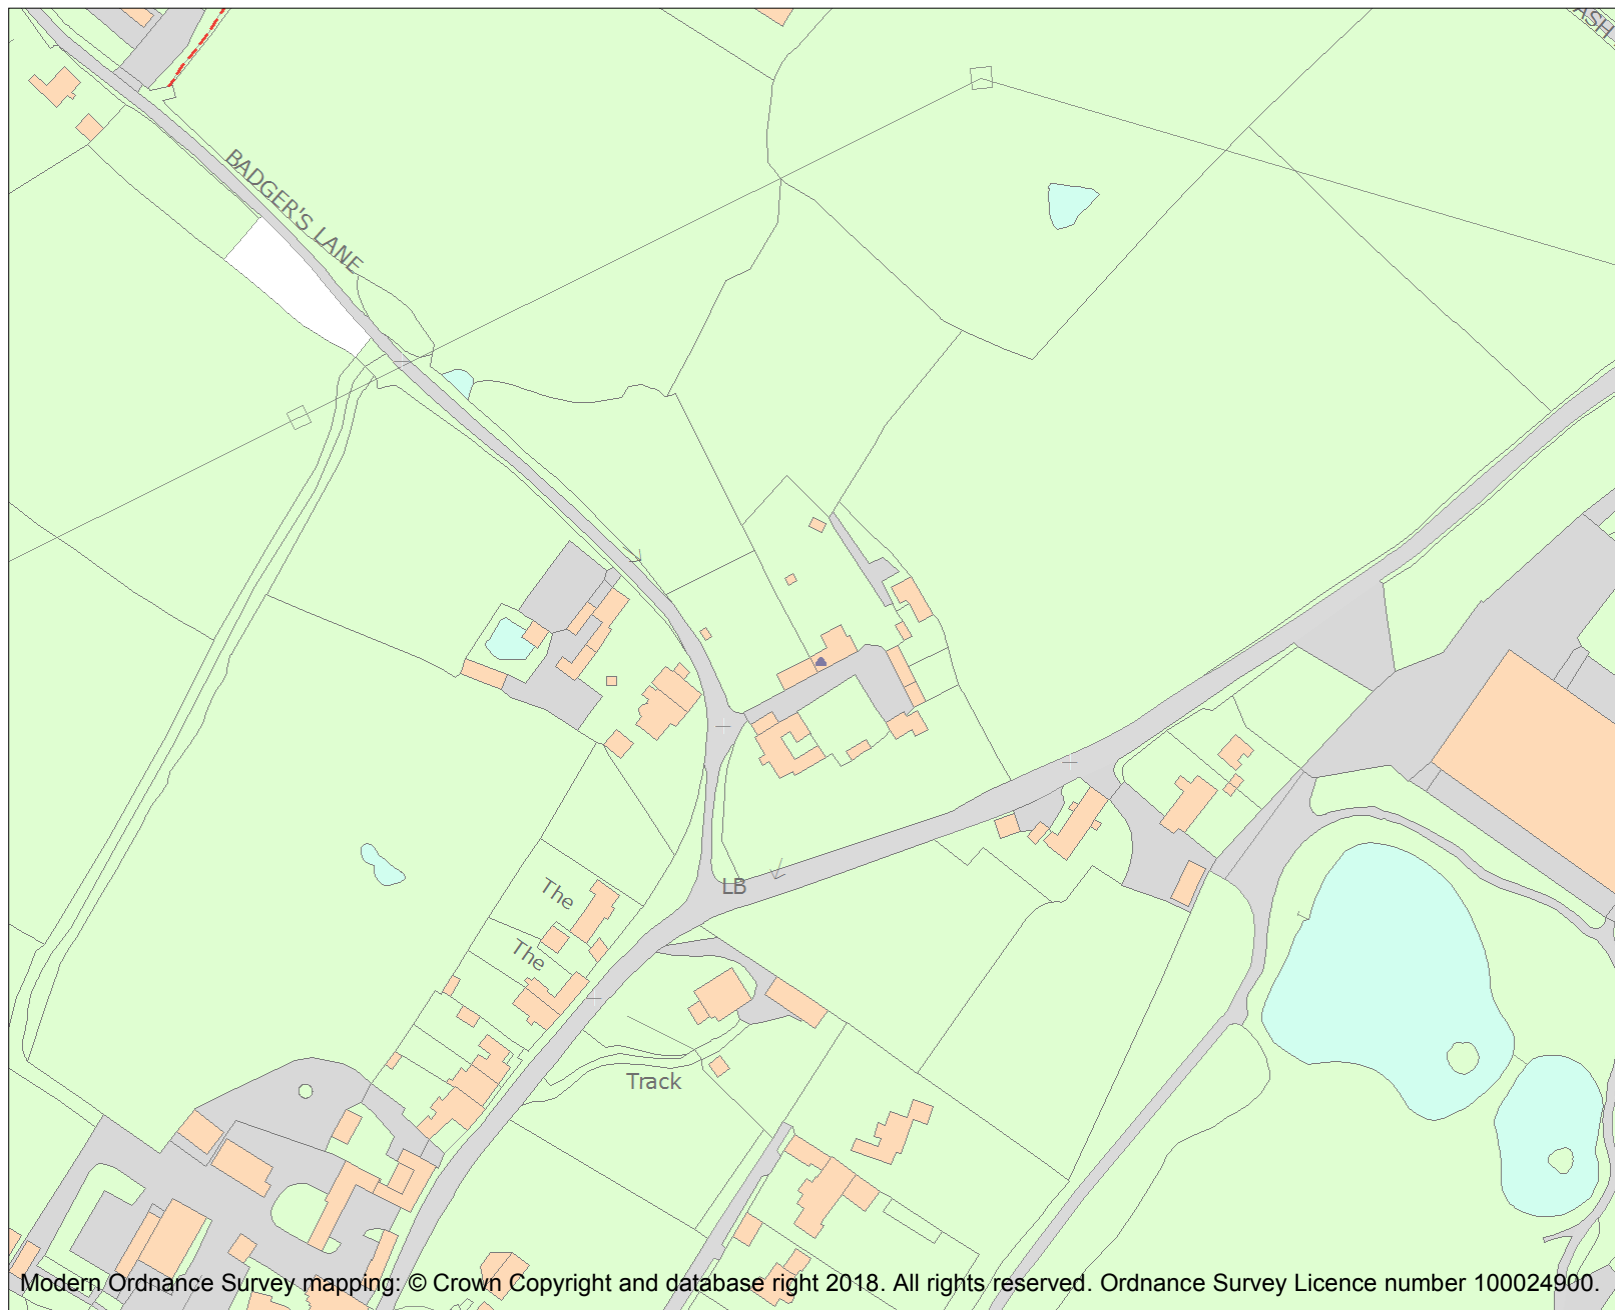 ASH
BADGER'S LANE
LB
The
The
Track
Modern Ordnance Survey mapping: © Crown Copyright and database right 2018. All rights reserved. Ordnance Survey Licence number 100024900.